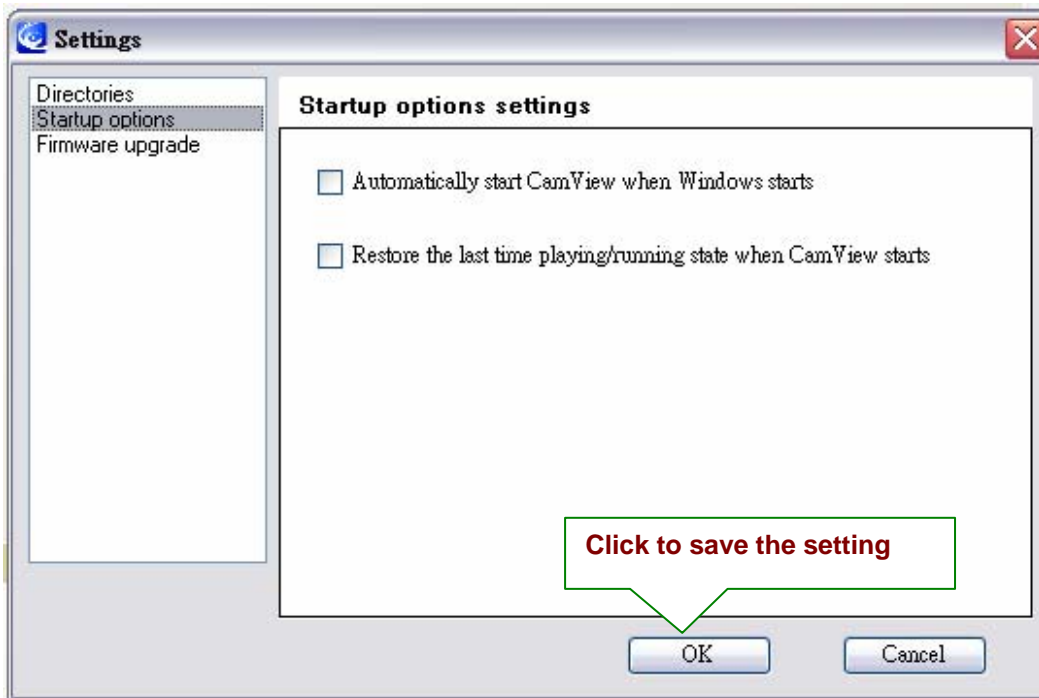 Settings
Directories
Startup options
Firmware upgrade
Startup options settings
Automatically start CamView when Windows starts
Restore the last time playing/running state when CamView starts
Click to save the setting
OK
Cancel